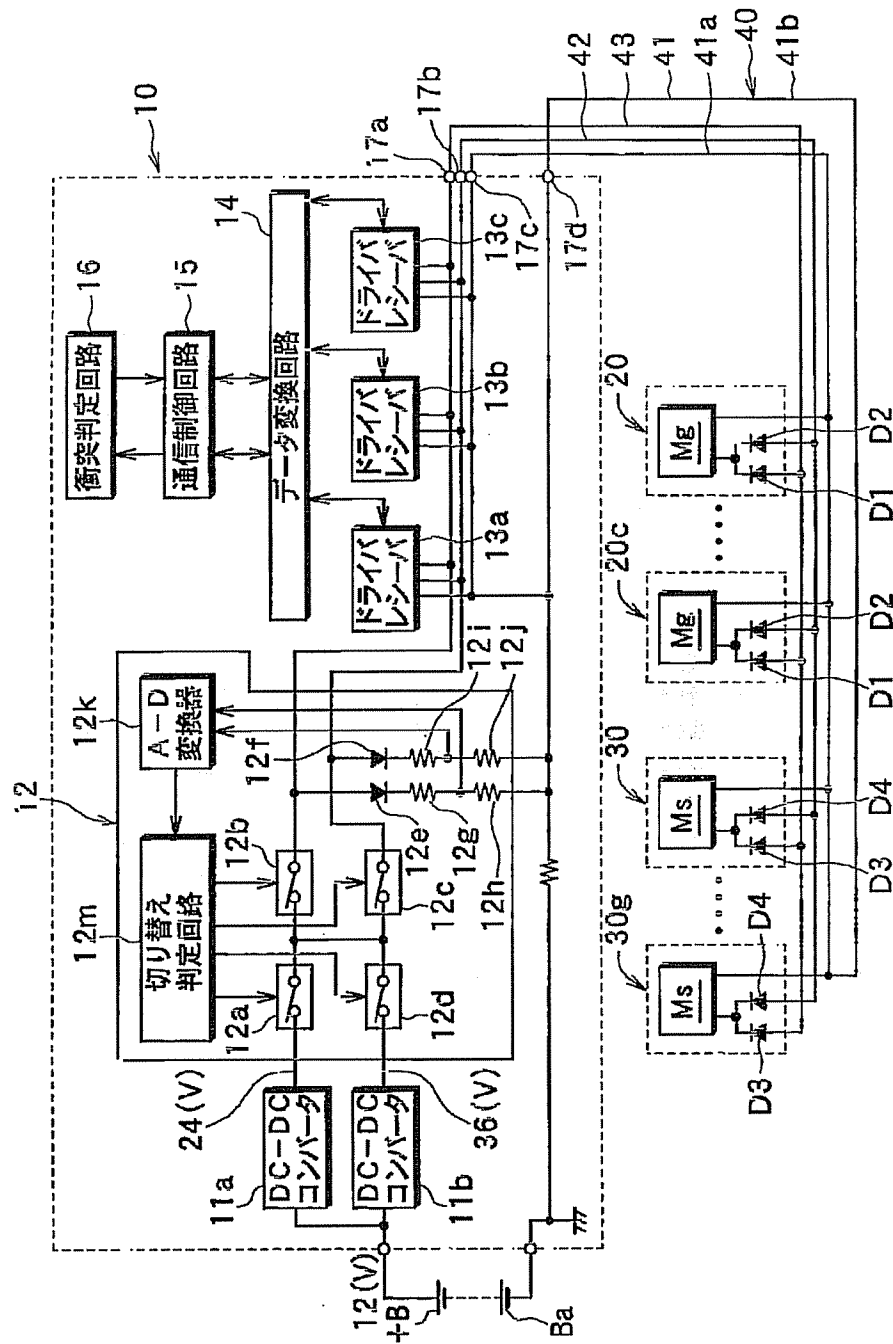 10
16
衝突判定回路
15
通信制御回路
14
データ変換回路
12
12k
A-D
変換器
12m
切り替え
判定回路
12f
12b
12a
12e
12g
12i
12j
12h
12c
12d
24(V)
36(V)
11a
DC-DC
コンバータ
11b
DC-DC
コンバータ
12(V)
+B
Ba
13a
ドライバ
レシーバ
13b
ドライバ
レシーバ
13c
ドライバ
レシーバ
17a
17b
17c
17d
42
43
41
41a
40
41b
30g
Ms
D3
D4
30
Ms
D3
D4
20c
Mg
D1
D2
20
Mg
D1
D2